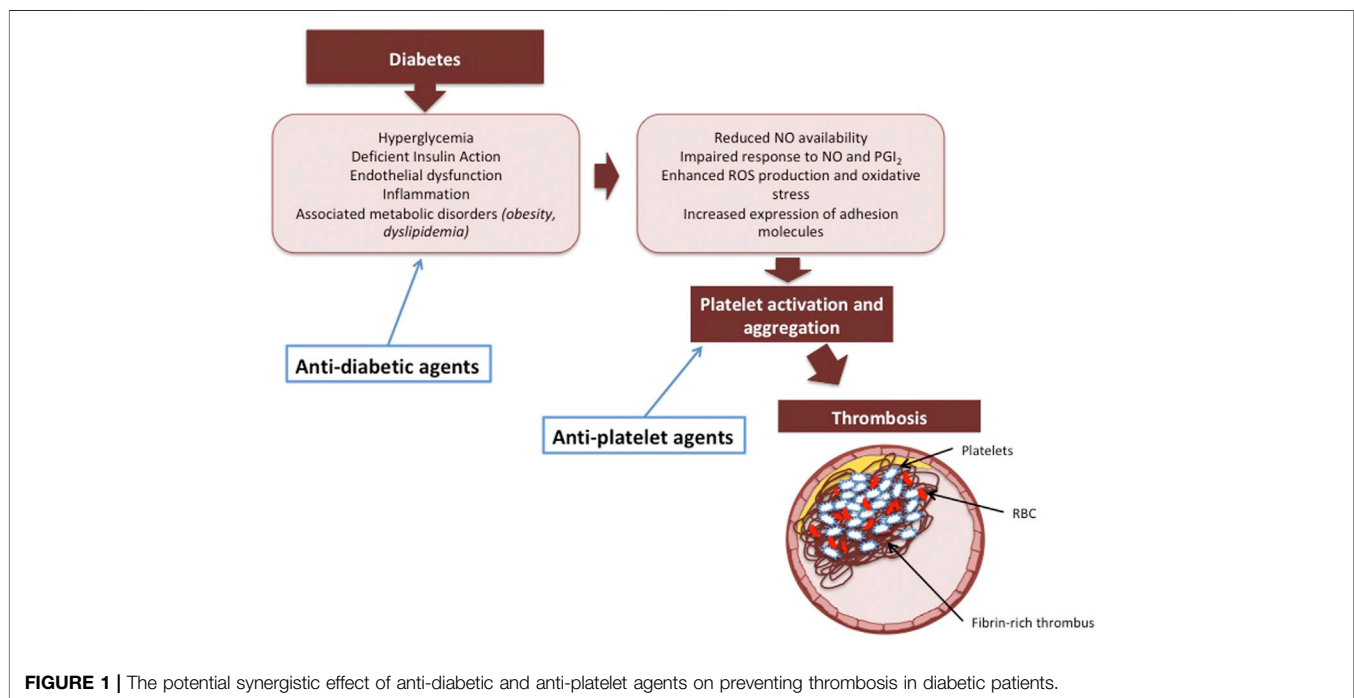 Diabetes
Hyperglycemia
Deficient Insulin Action
Endothelial dysfunction
Inflammation
Associated metabolic disorders (obesity,
dyslipidemia)
Reduced NO availability
Impaired response to NO and PGI₂
Enhanced ROS production and oxidative
stress
Increased expression of adhesion
molecules
Platelet activation and
aggregation
Anti-diabetic agents
Anti-platelet agents
Thrombosis
Platelets
RBC
Fibrin-rich thrombus
FIGURE 1 | The potential synergistic effect of anti-diabetic and anti-platelet agents on preventing thrombosis in diabetic patients.